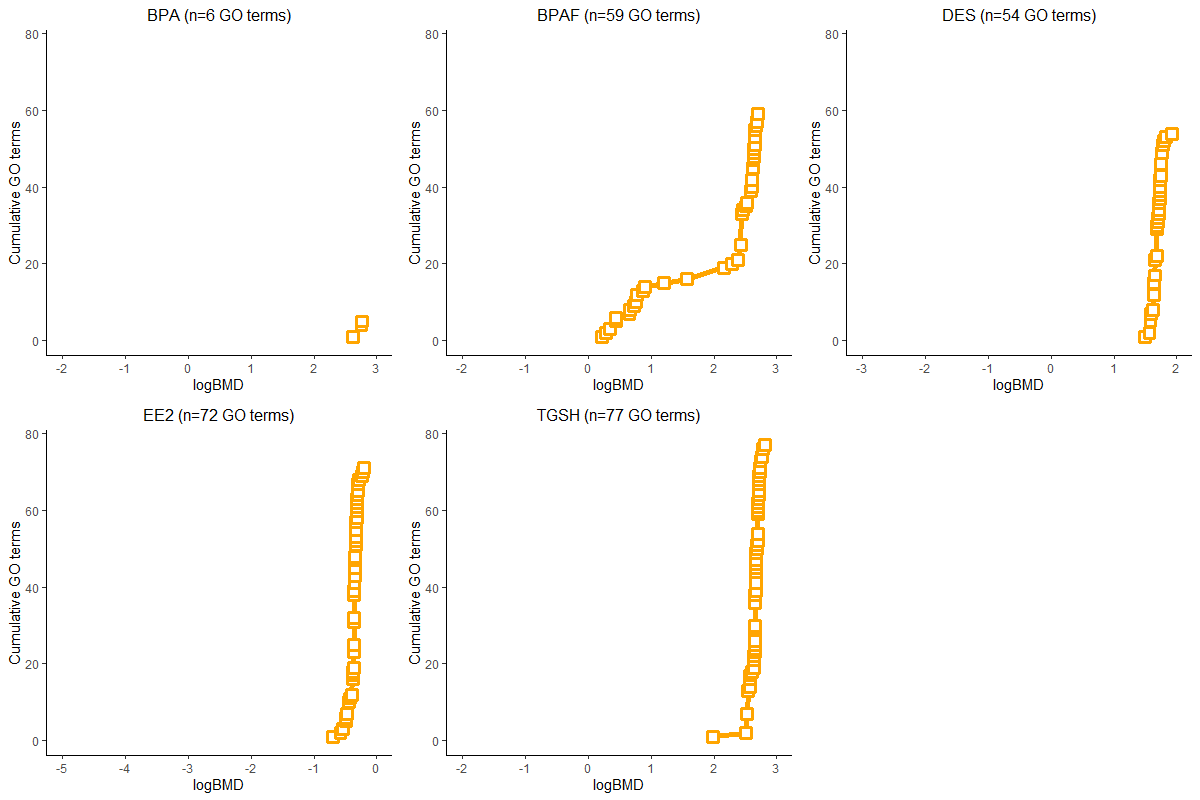 BPA (n=6 GO terms)
80
60
40
20
0
Cumulative GO terms
-2 -1 0 1 2 3
logBMD
BPAF (n=59 GO terms)
80
60
40
20
0
Cumulative GO terms
-2 -1 0 1 2 3
logBMD
DES (n=54 GO terms)
80
60
40
20
0
Cumulative GO terms
-3 -2 -1 0 1 2
logBMD
EE2 (n=72 GO terms)
80
60
40
20
0
Cumulative GO terms
-5 -4 -3 -2 -1 0
logBMD
TGSH (n=77 GO terms)
80
60
40
20
0
Cumulative GO terms
-2 -1 0 1 2 3
logBMD